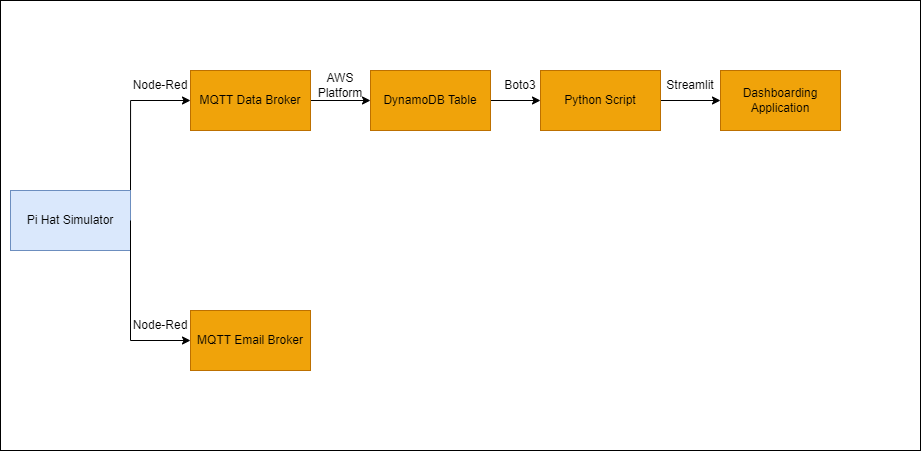 Node-Red
MQTT Data Broker
AWS
Platform
DynamoDB Table
Boto3
Python Script
Streamlit
Dashboarding
Application
Pi Hat Simulator
Node-Red
MQTT Email Broker